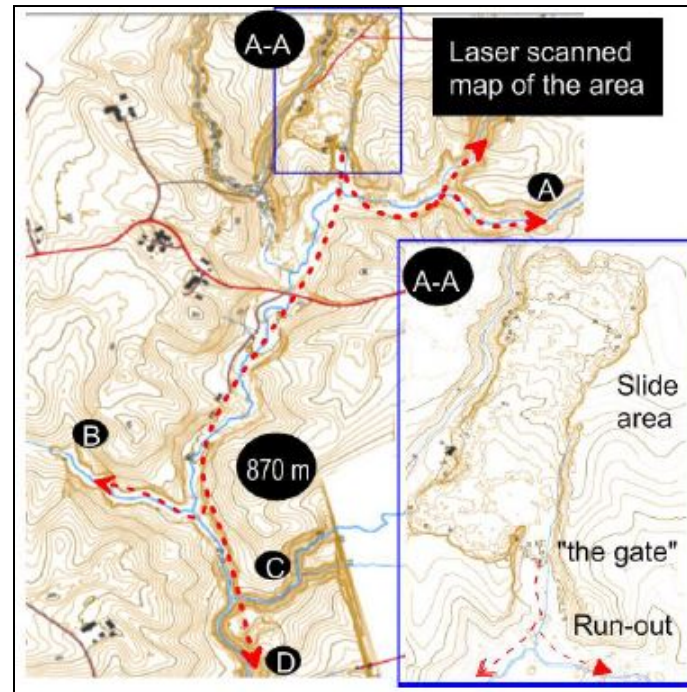 A-A
Laser scanned
map of the area
A
A-A
Slide
area
B
870 m
"the gate"
C
Run-out
D